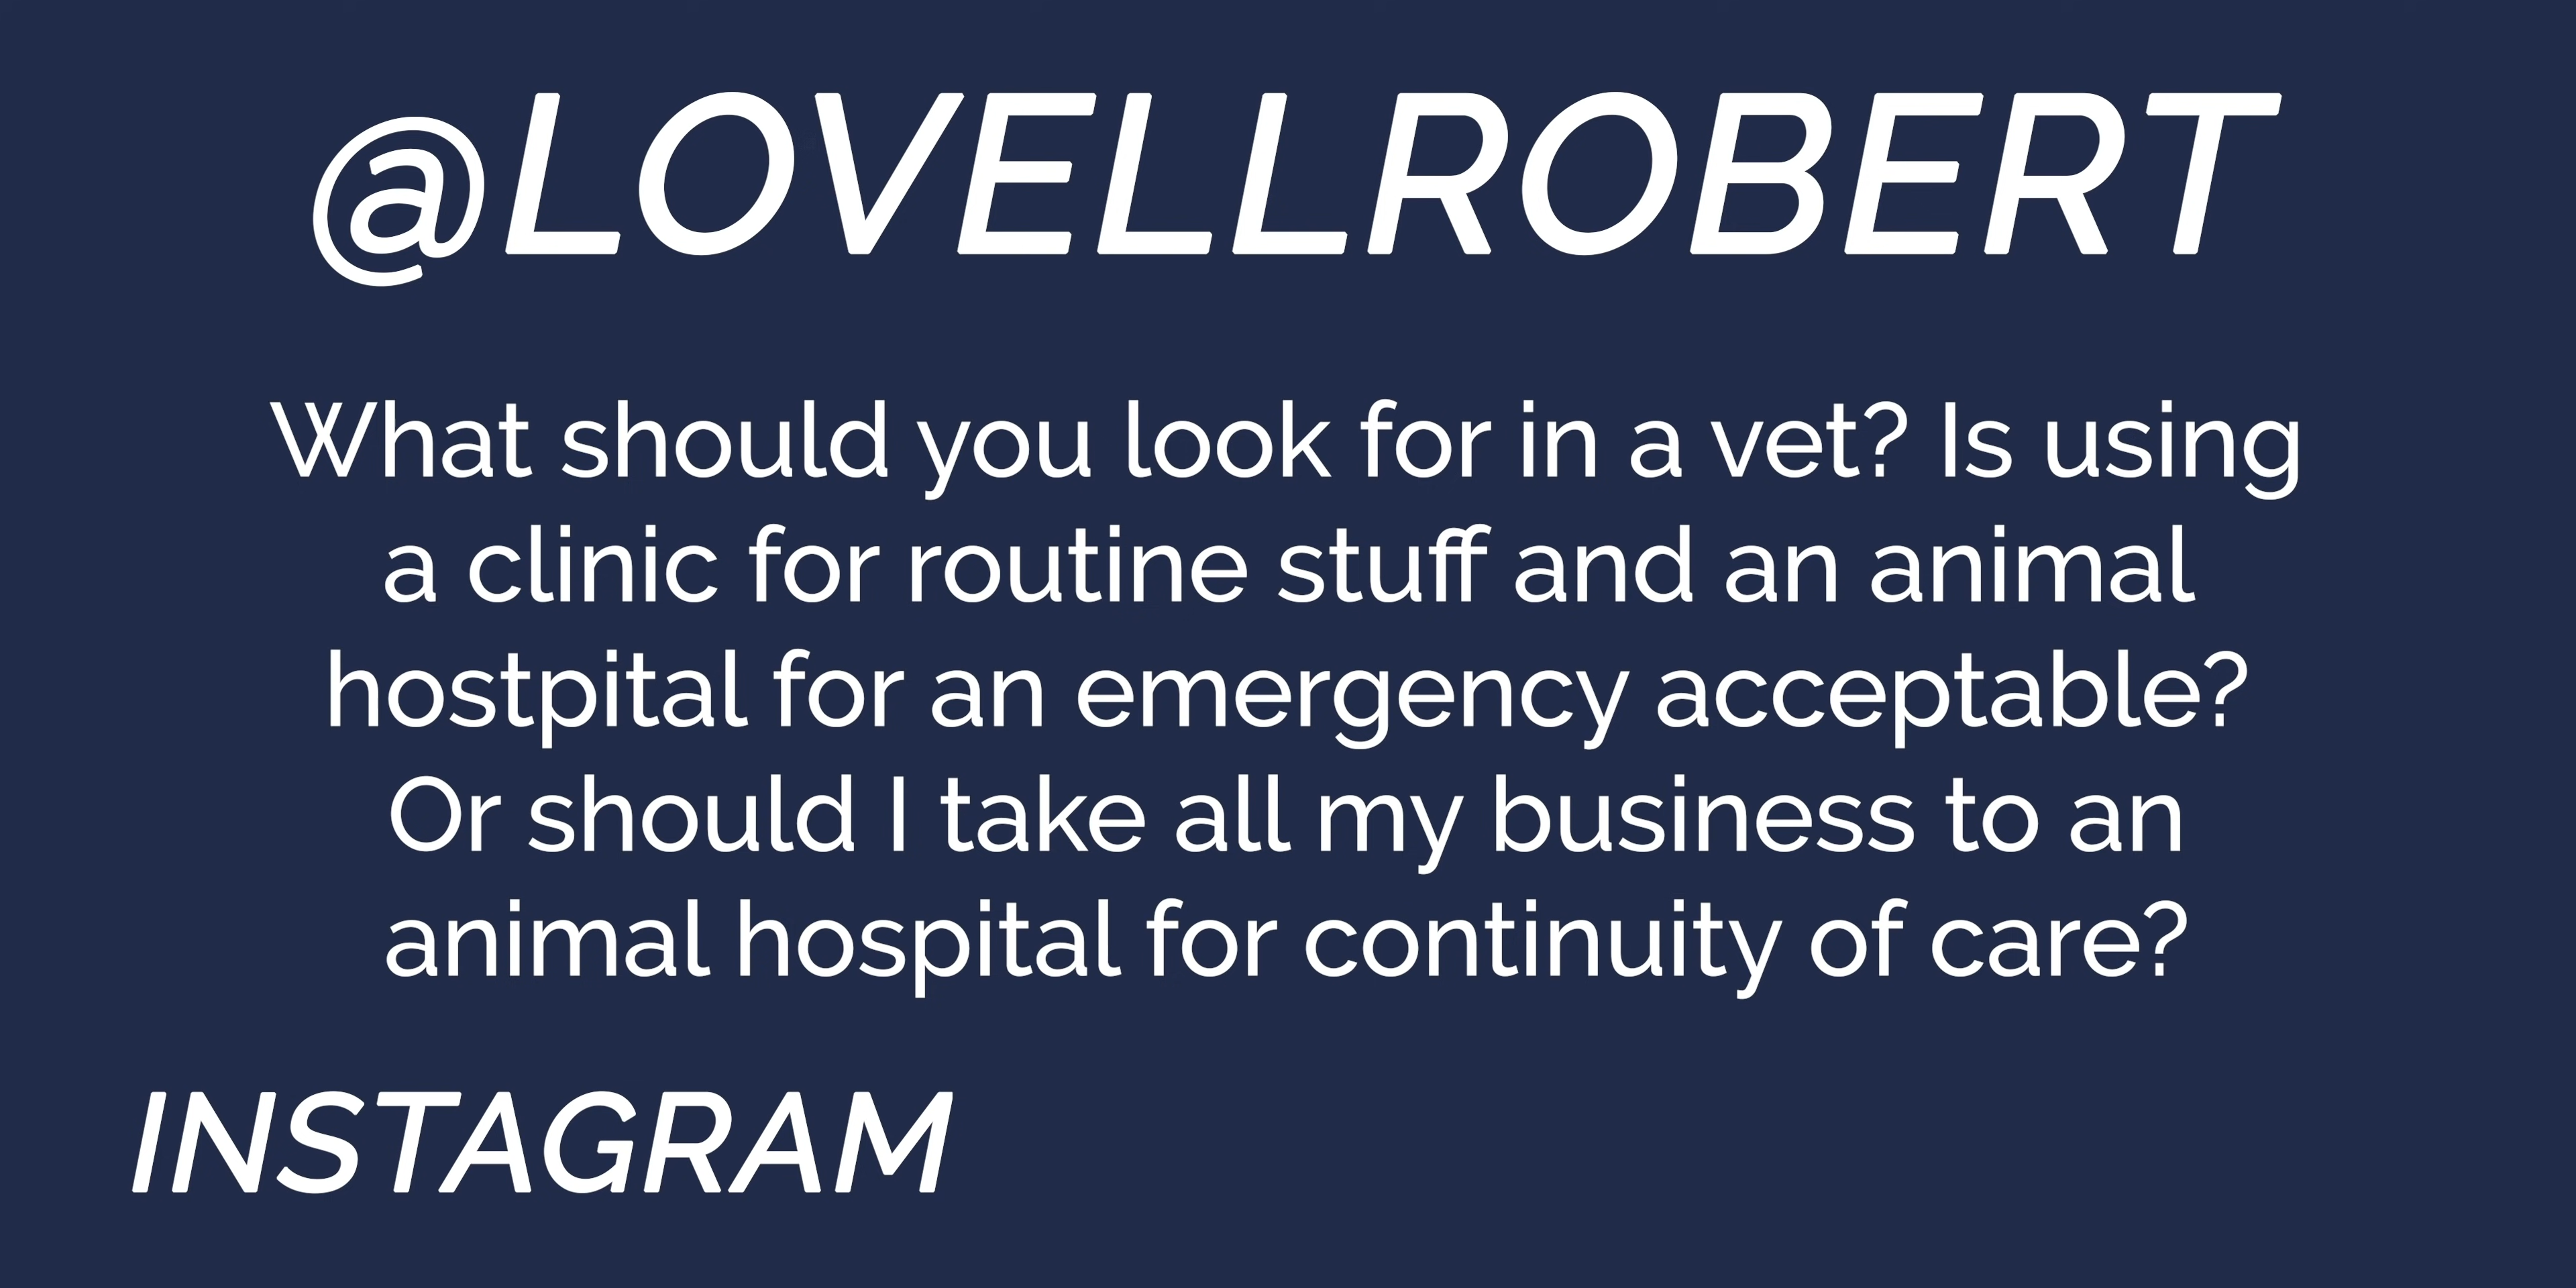 @LOVELLROBERT
What should you look for in a vet? Is using
a clinic for routine stuff and an animal
hostpital for an emergency acceptable?
Or should I take all my business to an
animal hospital for continuity of care?
INSTAGRAM